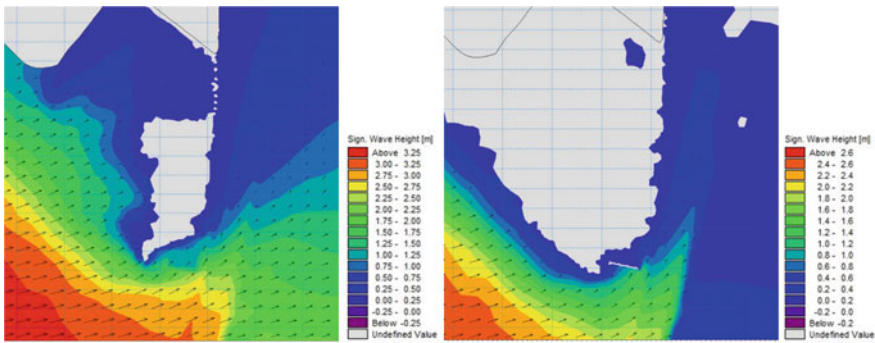 Sign. Wave Height [m]
Above 3.25
3.00 - 3.25
2.75 - 3.00
2.50 - 2.75
2.25 - 2.50
2.00 - 2.25
1.75 - 2.00
1.50 - 1.75
1.25 - 1.50
1.00 - 1.25
0.75 - 1.00
0.50 - 0.75
0.25 - 0.50
0.00 - 0.25
-0.25 - 0.00
Below -0.25
Undefined Value
Sign. Wave Height [m]
Above 2.6
2.4 - 2.6
2.2 - 2.4
2.0 - 2.2
1.8 - 2.0
1.6 - 1.8
1.4 - 1.6
1.2 - 1.4
1.0 - 1.2
0.8 - 1.0
0.6 - 0.8
0.4 - 0.6
0.2 - 0.4
0.0 - 0.2
-0.2 - 0.0
Below -0.2
Undefined Value